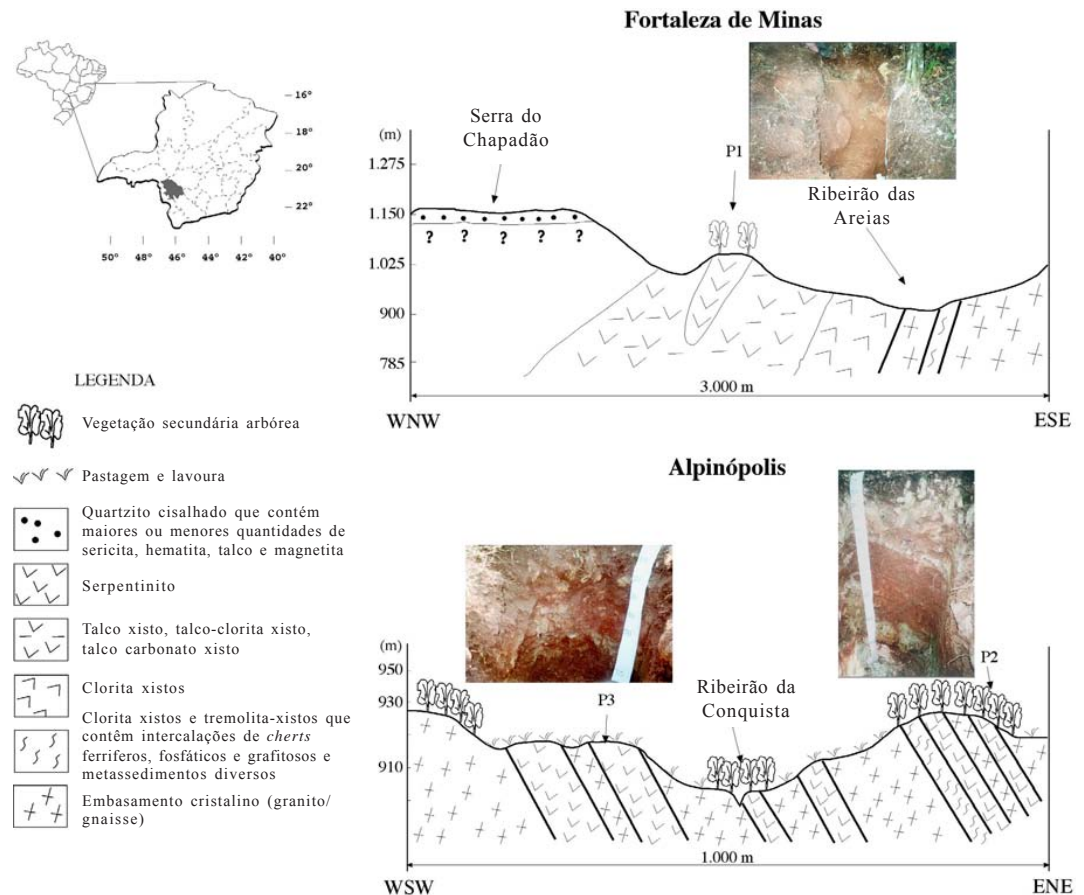 Fortaleza de Minas
16°
18°
20°
22°
50° 48° 46° 44° 42° 40°
Serra do
Chapadão
P1
Ribeirão das
Areias
(m)
1.275
1.150
1.025
900
785
? ? ? ? ?
3.000 m
WNW
ESE
LEGENDA
Vegetação secundária arbórea
Pastagem e lavoura
Quartzito cisalhado que contém
maiores ou menores quantidades de
sericita, hematita, talco e magnetita
Serpentinito
Talco xisto, talco-clorita xisto,
talco carbonato xisto
Clorita xistos
Clorita xistos e tremolita-xistos que
contêm intercalações de cherts
ferriferos, fosfáticos e grafitosos e
metassedimentos diversos
Embasamento cristalino (granito/
gnaisse)
Alpinópolis
(m)
950
930
910
P3
Ribeirão da
Conquista
P2
1.000 m
WSW
ENE